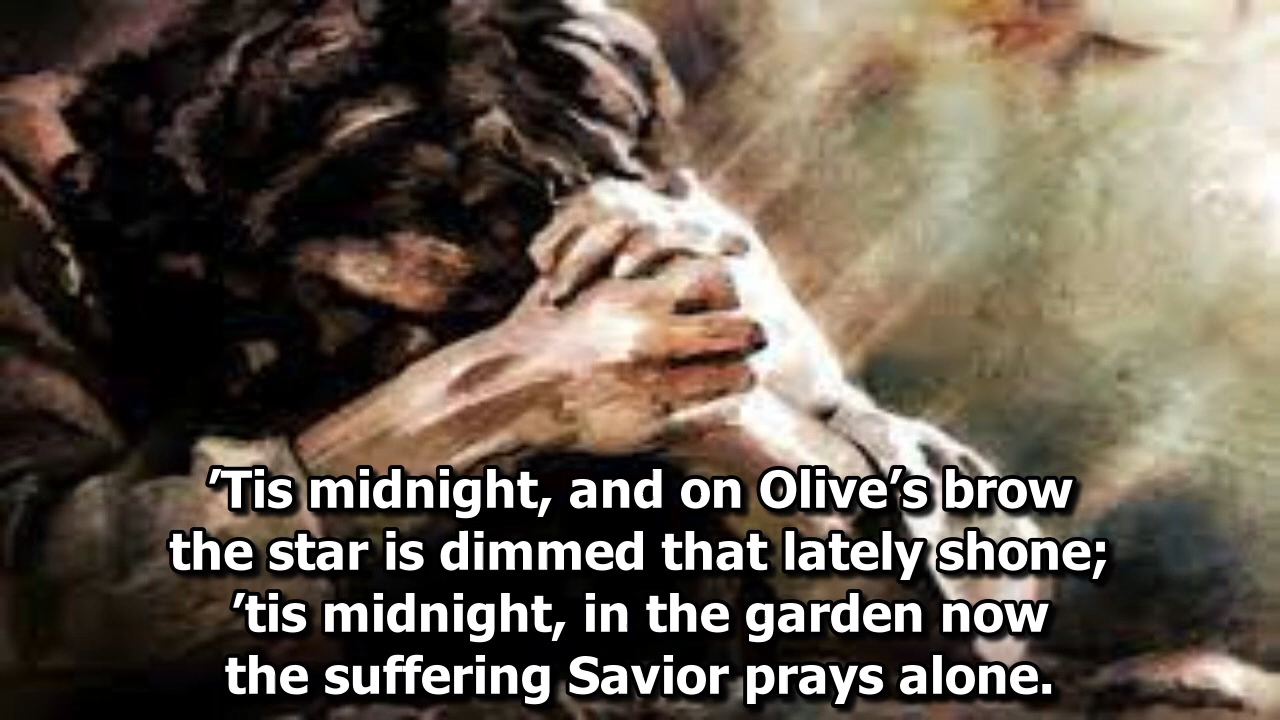 ’Tis midnight, and on Olive’s brow
the star is dimmed that lately shone;
’tis midnight, in the garden now
the suffering Savior prays alone.